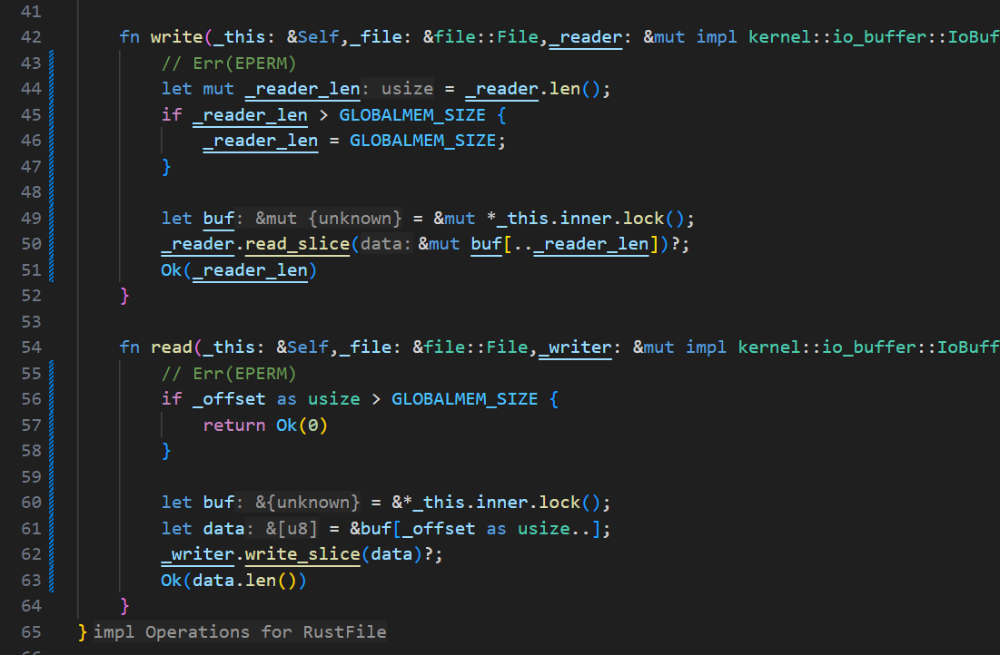 41
42 fn write(_this: &Self,_file: &file::File,_reader: &mut impl kernel::io_buffer::IoBuf
43 // Err(EPERM)
44 let mut _reader_len: usize = _reader.len();
45 if _reader_len > GLOBALMEM_SIZE {
46 _reader_len = GLOBALMEM_SIZE;
47 }
48
49 let buf: &mut {unknown} = &mut *_this.inner.lock();
50 _reader.read_slice(data: &mut buf[.._reader_len])?;
51 Ok(_reader_len)
52 }
53
54 fn read(_this: &Self,_file: &file::File,_writer: &mut impl kernel::io_buffer::IoBuff
55 // Err(EPERM)
56 if _offset as usize > GLOBALMEM_SIZE {
57 return Ok(0)
58 }
59
60 let buf: &{unknown} = &*_this.inner.lock();
61 let data: &[u8] = &buf[_offset as usize..];
62 _writer.write_slice(data)?;
63 Ok(data.len())
64 }
65 } impl Operations for RustFile